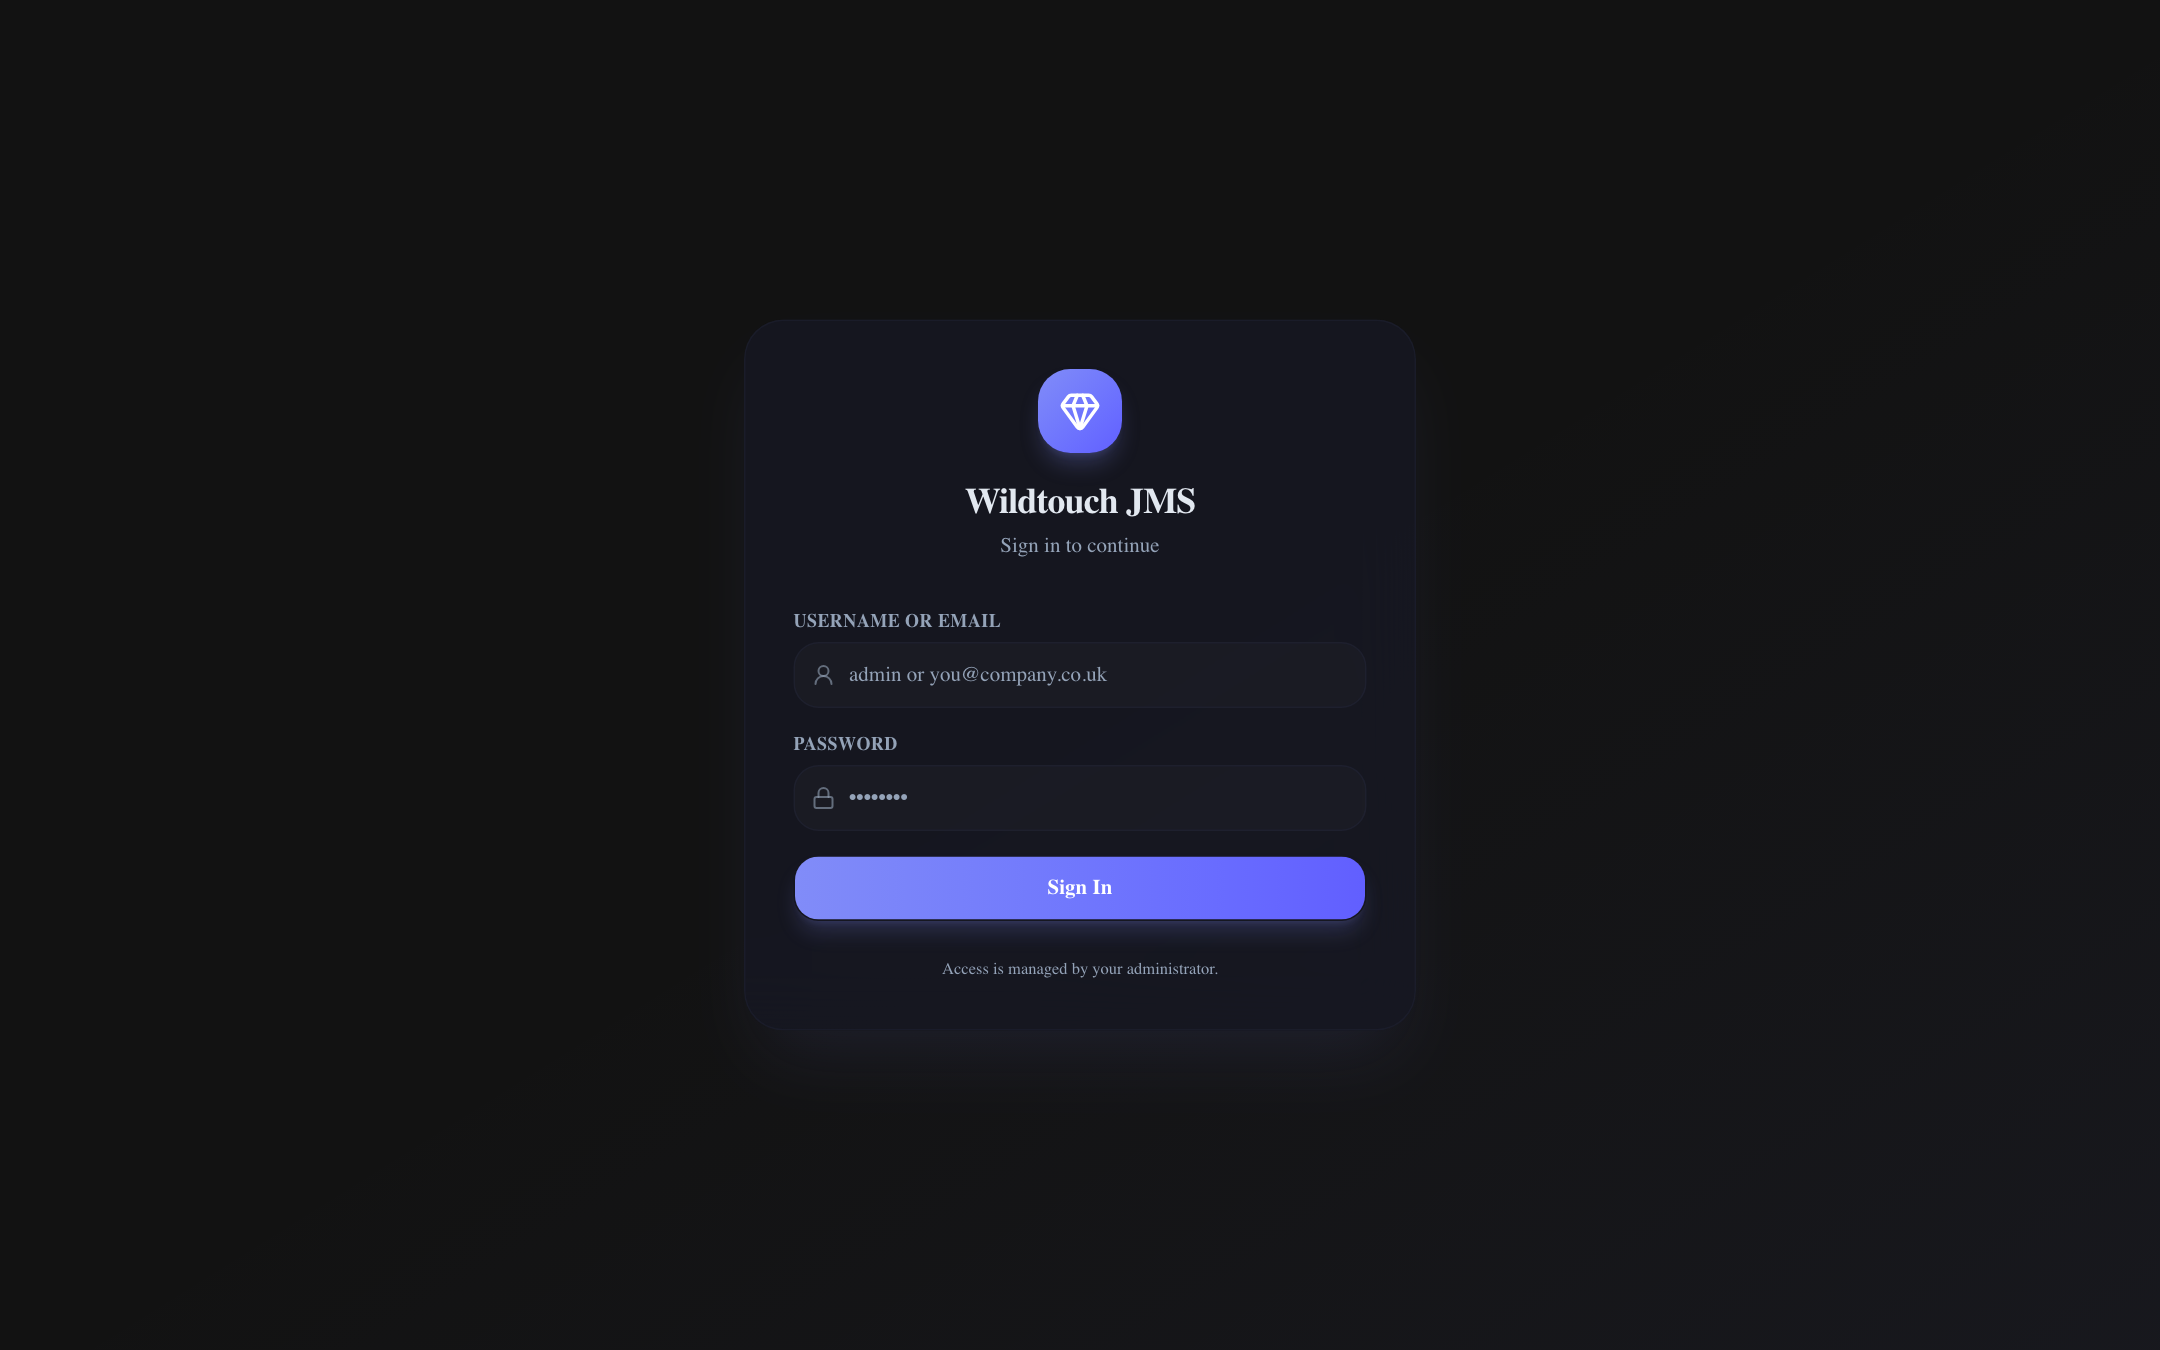 Wildtouch JMS
Sign in to continue
USERNAME OR EMAIL
admin or you@company.co.uk
PASSWORD
••••••••
Sign In
Access is managed by your administrator.